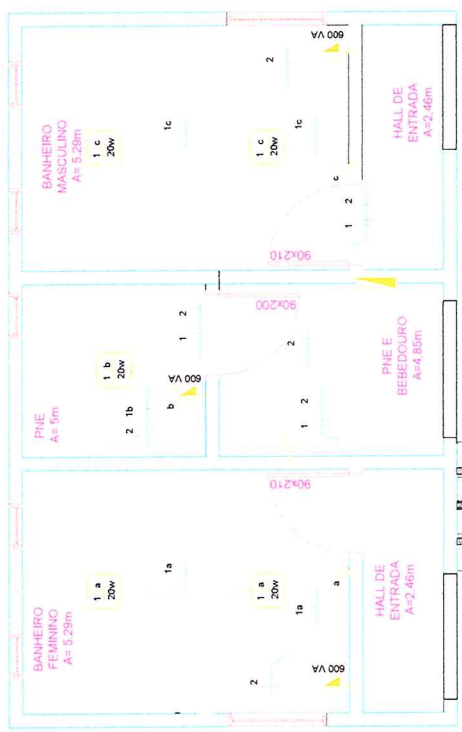 BANHEIRO
FEMININO
A= 5.29m
1 a
20w
1a
1 a
20w
1a
2
a
600 VA
90x210
HALL DE
ENTRADA
A=2.46m
PNE
A= 5m
1 b
20w
2 1b
b
600 VA
1 2
90x200
2
1 2
PNE E
BEBEDOURO
A=4.85m
BANHEIRO
MASCULINO
A= 5.29m
1 c
20w
1c
1 c
20w
1c
2
600 VA
c
1 2
90x210
HALL DE
ENTRADA
A=2,46m